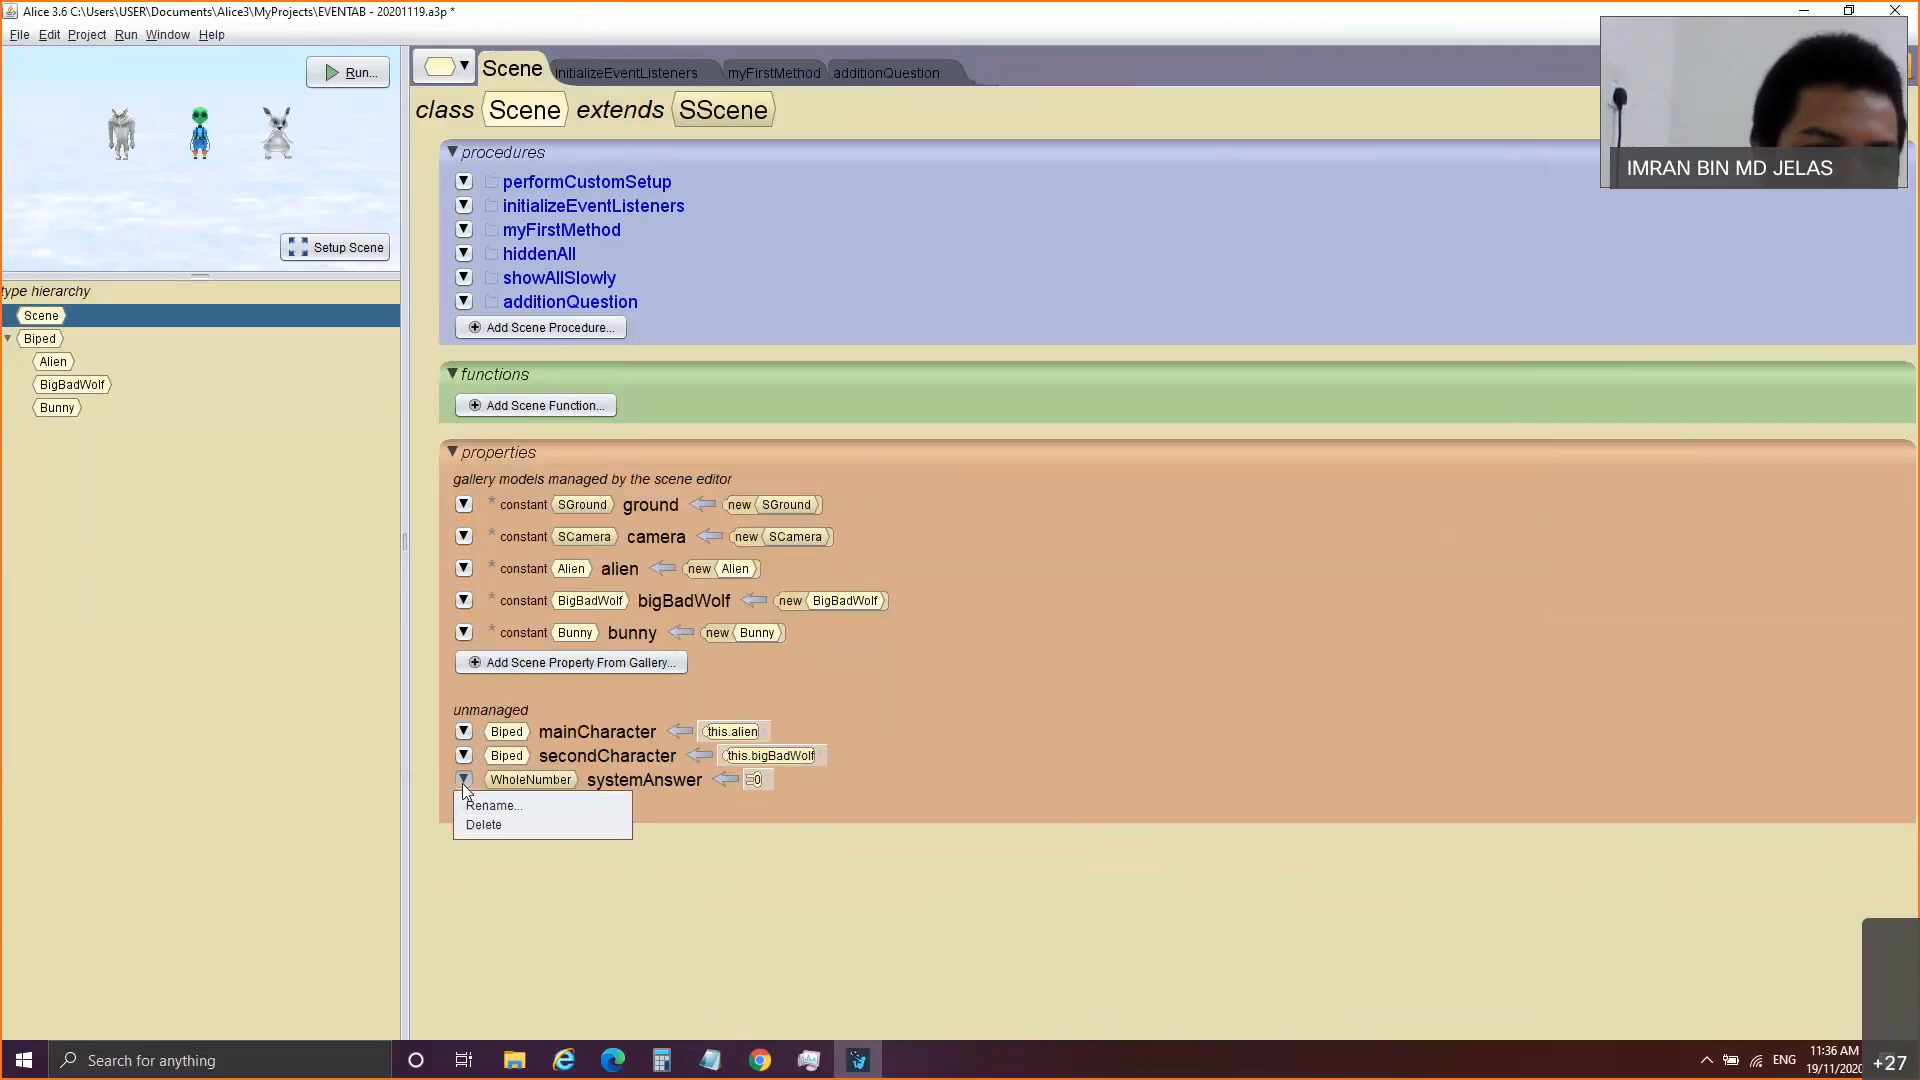 Alice 3.6 C:\Users\USER\Documents\Alice3\MyProjects\EVENTAB - 20201119.a3p *
File Edit Project Run Window Help
Run...
Setup Scene
type hierarchy
Scene
Biped
Alien
BigBadWolf
Bunny
Scene initializeEventListeners myFirstMethod additionQuestion
class Scene extends SScene
procedures
performCustomSetup
initializeEventListeners
myFirstMethod
hiddenAll
showAllSlowly
additionQuestion
Add Scene Procedure...
functions
Add Scene Function...
properties
gallery models managed by the scene editor
* constant SGround ground new SGround
* constant SCamera camera new SCamera
* constant Alien alien new Alien
* constant BigBadWolf bigBadWolf new BigBadWolf
* constant Bunny bunny new Bunny
Add Scene Property From Gallery...
unmanaged
Biped mainCharacter this.alien
Biped secondCharacter this.bigBadWolf
WholeNumber systemAnswer =0
Rename...
Delete
IMRAN BIN MD JELAS
Search for anything
ENG
11:36 AM
19/11/2020
+27